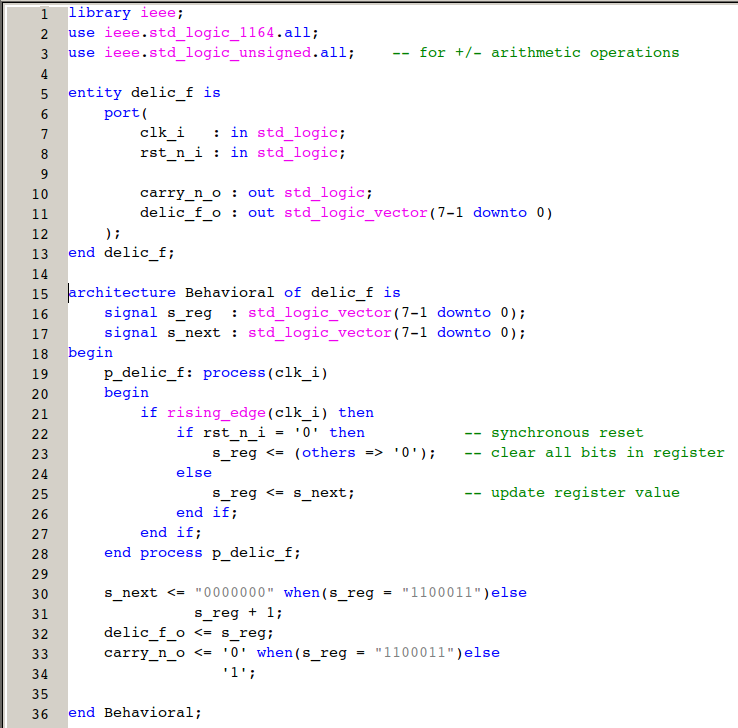 1 library ieee;
2 use ieee.std_logic_1164.all;
3 use ieee.std_logic_unsigned.all;    -- for +/- arithmetic operations
4
5 entity delic_f is
6     port(
7         clk_i   : in std_logic;
8         rst_n_i : in std_logic;
9
10         carry_n_o : out std_logic;
11         delic_f_o : out std_logic_vector(7-1 downto 0)
12     );
13 end delic_f;
14
15 architecture Behavioral of delic_f is
16     signal s_reg  : std_logic_vector(7-1 downto 0);
17     signal s_next : std_logic_vector(7-1 downto 0);
18 begin
19     p_delic_f: process(clk_i)
20     begin
21         if rising_edge(clk_i) then
22             if rst_n_i = '0' then           -- synchronous reset
23                 s_reg <= (others => '0');   -- clear all bits in register
24             else
25                 s_reg <= s_next;            -- update register value
26             end if;
27         end if;
28     end process p_delic_f;
29
30     s_next <= "0000000" when(s_reg = "1100011")else
31               s_reg + 1;
32     delic_f_o <= s_reg;
33     carry_n_o <= '0' when(s_reg = "1100011")else
34                  '1';
35
36 end Behavioral;